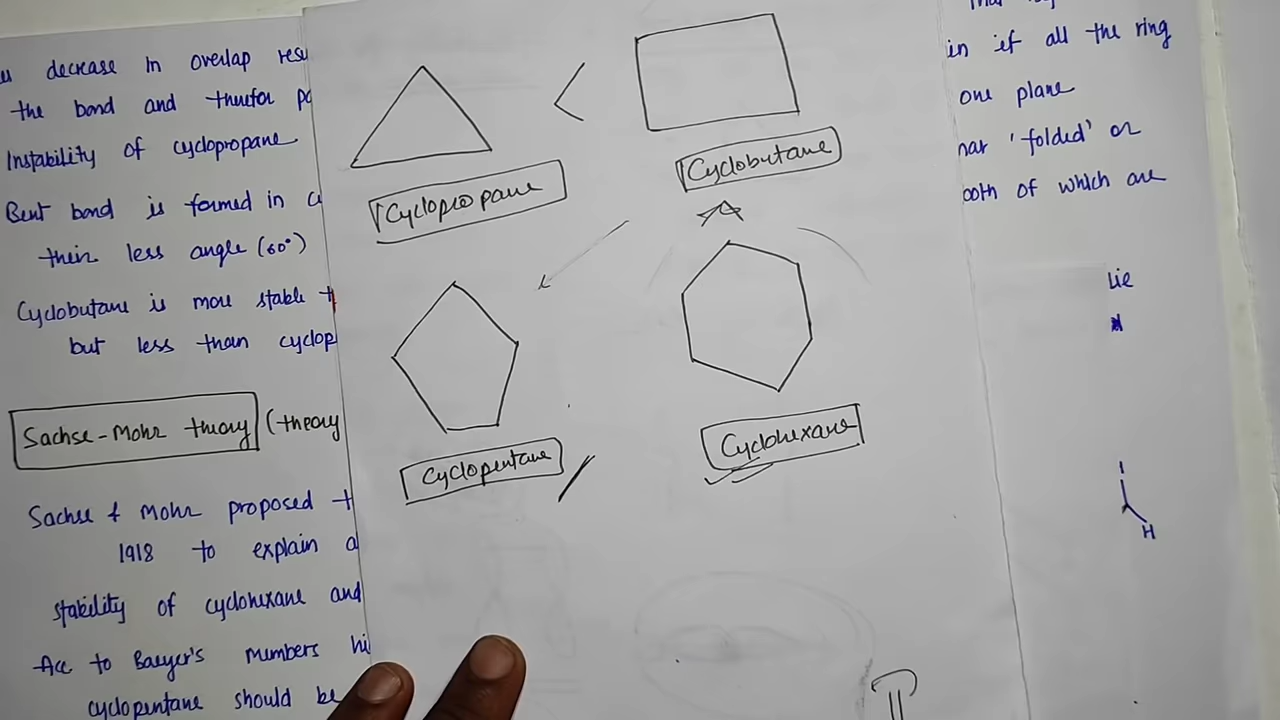 decrease in overlap
the bond and thuefor
Instability of cyclopropane
Bent bond is formed in
their less angle (60°)
Cyclobutane is more stable
but less than
Sachse-Mohr theory (theory
Sachse & Mohr proposed
1918 to explain
stability of cyclohexane and
Acc to Baeyer's members
cyclopentane should be
<
Cyclopropane
Cyclobutane
Cyclopentane
Cyclohexane
in if all the ring
one plane
'folded' or
both of which are
lie
H